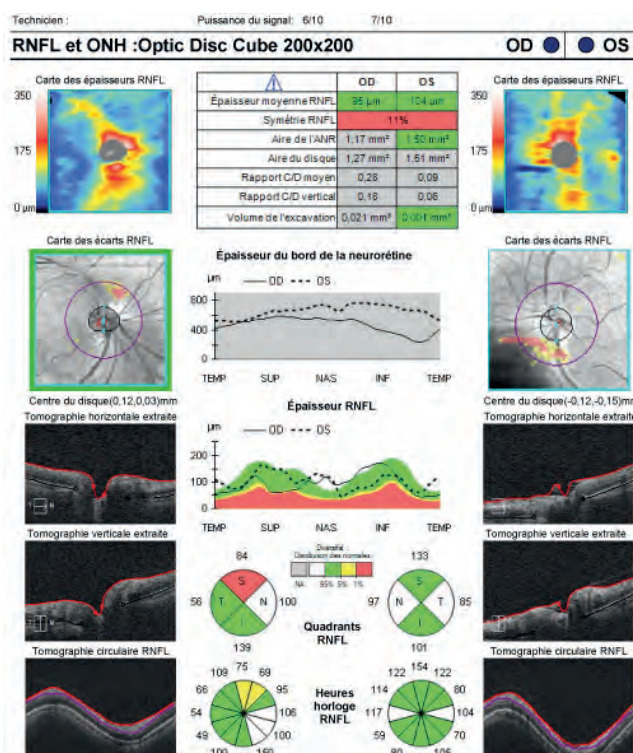 Technicien : Puissance du signal: 6/10 7/10
RNFL et ONH :Optic Disc Cube 200x200 OD OS
Carte des épaisseurs RNFL
350
175
0 µm
OD OS
Épaisseur moyenne RNFL 95 µm 104 µm
Symétrie RNFL 11%
Aire de l'ANR 1,17 mm² 1,50 mm²
Aire du disque 1,27 mm² 1,51 mm²
Rapport C/D moyen 0,26 0,09
Rapport C/D vertical 0,16 0,06
Volume de l'excavation 0,021 mm³ 0,001 mm³
Carte des épaisseurs RNFL
350
175
0 µm
Carte des écarts RNFL
Épaisseur du bord de la neurorétine
µm OD OS
800
400
0
TEMP SUP NAS INF TEMP
Carte des écarts RNFL
Centre du disque(0,12,0,03)mm
Centre du disque(-0,12,-0,15)mm
Tomographie horizontale extraite
Épaisseur RNFL
µm OD OS
200
100
0
TEMP SUP NAS INF TEMP
Tomographie horizontale extraite
Tomographie verticale extraite
Diversité :
Distribution des normales
NA 95% 5% 1%
Tomographie verticale extraite
84
56 S T N I 100
139
Quadrants
RNFL
133
97 S N T I 85
101
Tomographie circulaire RNFL
Heures
horloge
RNFL
75
109 69
66 95
54 106
49 100
100 160
154
122 122
114 80
117 104
59 70
80 106
Tomographie circulaire RNFL